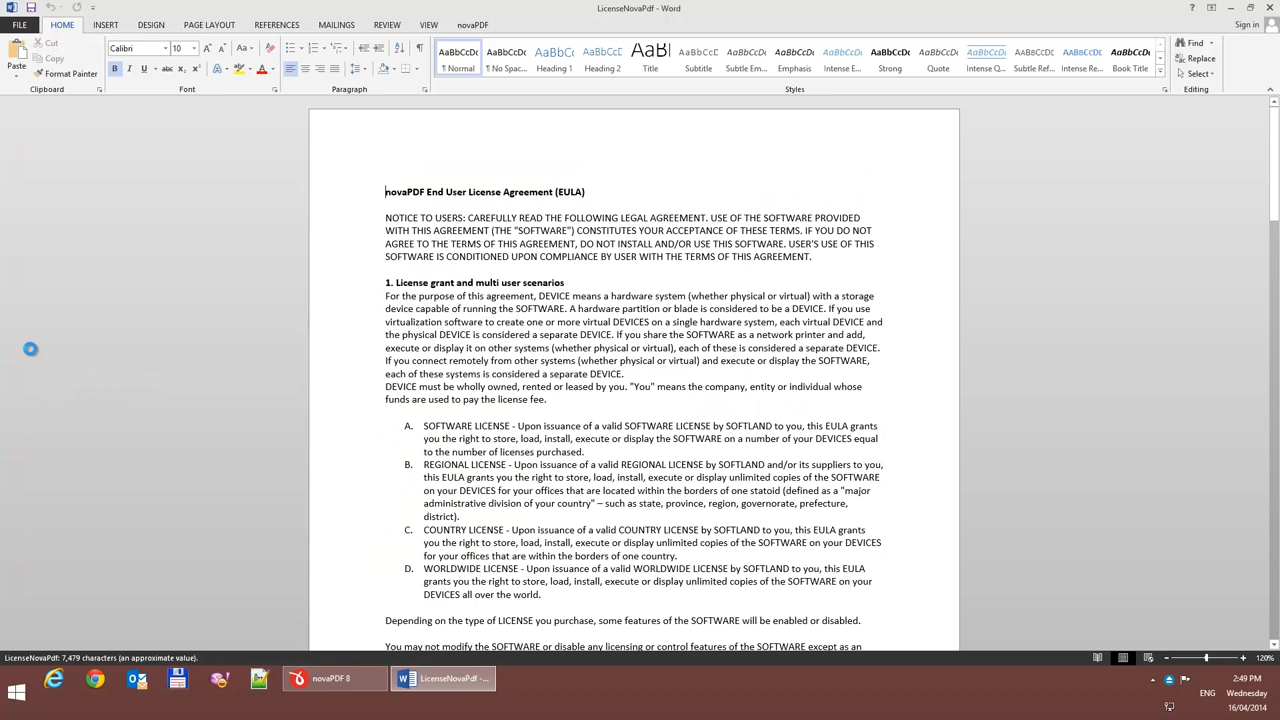 LicenseNovaPdf - Word
Sign in
FILE HOME INSERT DESIGN PAGE LAYOUT REFERENCES MAILINGS REVIEW VIEW novaPDF
Paste
Cut
Copy
Format Painter
Clipboard
Calibri 10
Font
Paragraph
AaBbCcDc AaBbCcDc AaBbCc AaBbCc AaBl AaBbCcD AaBbCcDc AaBbCcDc AaBbCcDc AaBbCcDc AaBbCcDc AaBbCcDc AaBbCcDc AaBbCcDc AaBbCcDc
¶ Normal ¶ No Spac... Heading 1 Heading 2 Title Subtitle Subtle Em... Emphasis Intense E... Strong Quote Intense Q... Subtle Ref... Intense Re... Book Title
Styles
Find
Replace
Select
Editing
novaPDF End User License Agreement (EULA)
NOTICE TO USERS: CAREFULLY READ THE FOLLOWING LEGAL AGREEMENT. USE OF THE SOFTWARE PROVIDED
WITH THIS AGREEMENT (THE "SOFTWARE") CONSTITUTES YOUR ACCEPTANCE OF THESE TERMS. IF YOU DO NOT
AGREE TO THE TERMS OF THIS AGREEMENT, DO NOT INSTALL AND/OR USE THIS SOFTWARE. USER'S USE OF THIS
SOFTWARE IS CONDITIONED UPON COMPLIANCE BY USER WITH THE TERMS OF THIS AGREEMENT.
1. License grant and multi user scenarios
For the purpose of this agreement, DEVICE means a hardware system (whether physical or virtual) with a storage
device capable of running the SOFTWARE. A hardware partition or blade is considered to be a DEVICE. If you use
virtualization software to create one or more virtual DEVICES on a single hardware system, each virtual DEVICE and
the physical DEVICE is considered a separate DEVICE. If you share the SOFTWARE as a network printer and add,
execute or display it on other systems (whether physical or virtual), each of these is considered a separate DEVICE.
If you connect remotely from other systems (whether physical or virtual) and execute or display the SOFTWARE,
each of these systems is considered a separate DEVICE.
DEVICE must be wholly owned, rented or leased by you. "You" means the company, entity or individual whose
funds are used to pay the license fee.
A. SOFTWARE LICENSE - Upon issuance of a valid SOFTWARE LICENSE by SOFTLAND to you, this EULA grants
you the right to store, load, install, execute or display the SOFTWARE on a number of your DEVICES equal
to the number of licenses purchased.
B. REGIONAL LICENSE - Upon issuance of a valid REGIONAL LICENSE by SOFTLAND and/or its suppliers to you,
this EULA grants you the right to store, load, install, execute or display unlimited copies of the SOFTWARE
on your DEVICES for your offices that are located within the borders of one statoid (defined as a "major
administrative division of your country" – such as state, province, region, governorate, prefecture,
district).
C. COUNTRY LICENSE - Upon issuance of a valid COUNTRY LICENSE by SOFTLAND to you, this EULA grants
you the right to store, load, install, execute or display unlimited copies of the SOFTWARE on your DEVICES
for your offices that are within the borders of one country.
D. WORLDWIDE LICENSE - Upon issuance of a valid WORLDWIDE LICENSE by SOFTLAND to you, this EULA
grants you the right to store, load, install, execute or display unlimited copies of the SOFTWARE on your
DEVICES all over the world.
Depending on the type of LICENSE you purchase, some features of the SOFTWARE will be enabled or disabled.
You may not modify the SOFTWARE or disable any licensing or control features of the SOFTWARE except as an
LicenseNovaPdf: 7,479 characters (an approximate value).
120%
novaPDF 8
LicenseNovaPdf -...
ENG
2:49 PM
Wednesday
16/04/2014